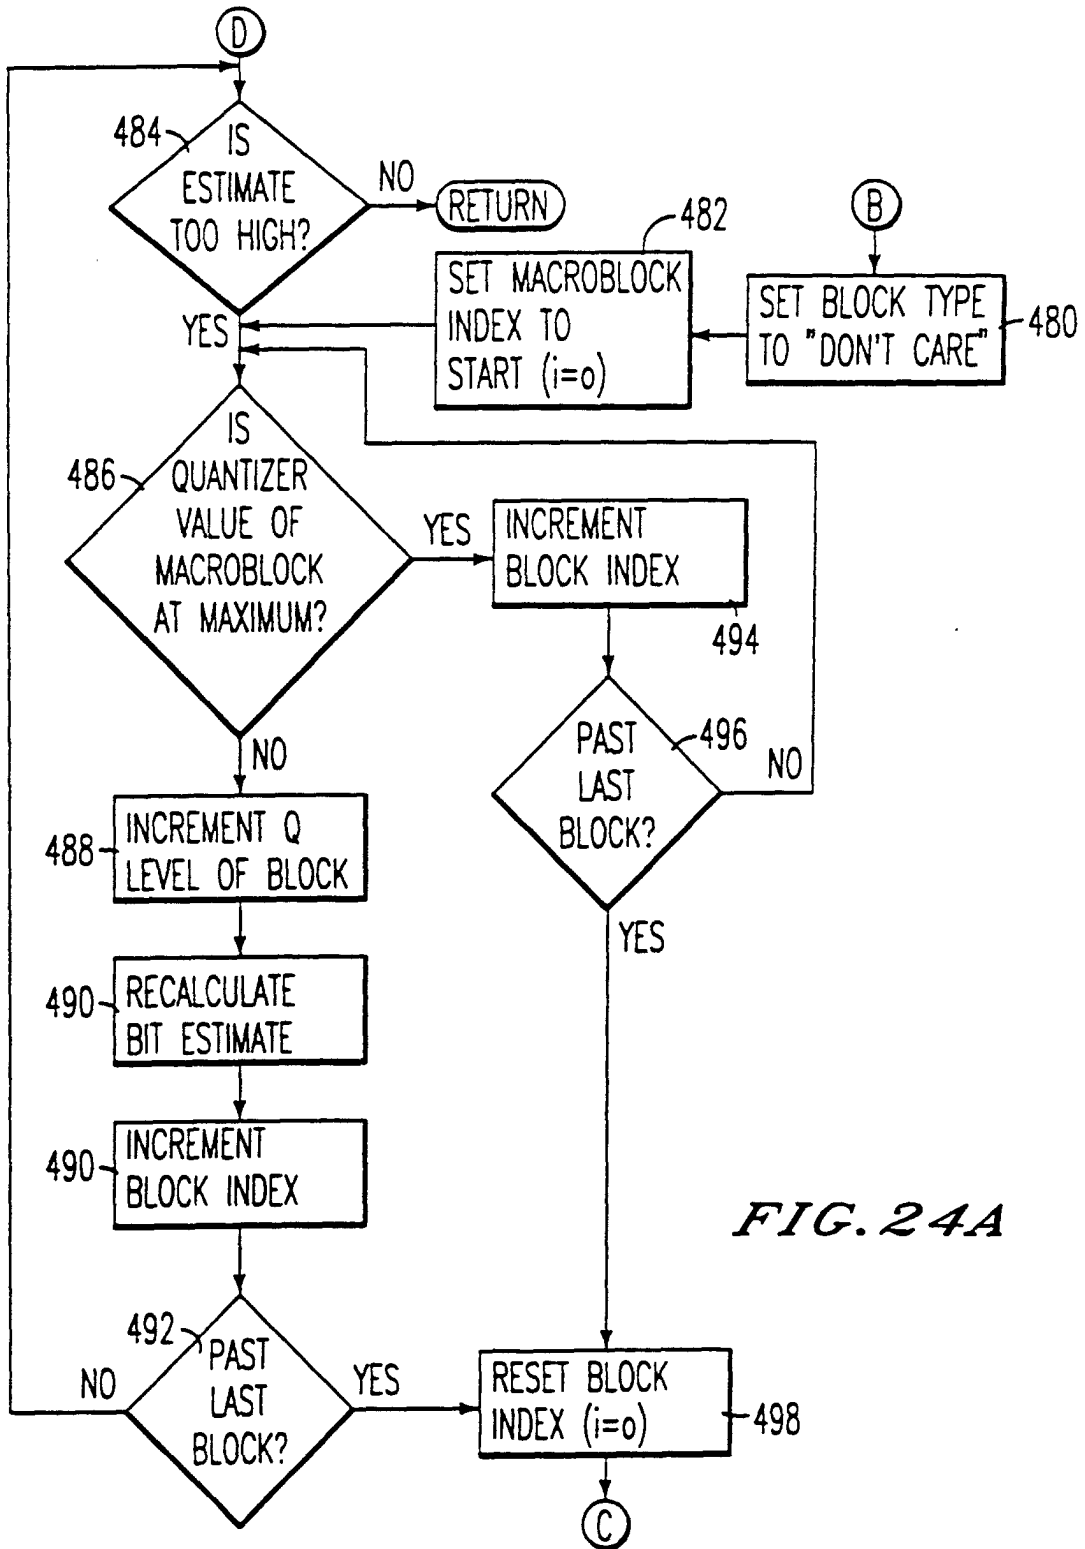 D
484
IS
ESTIMATE
TOO HIGH?
NO
RETURN
YES
482
SET MACROBLOCK
INDEX TO
START (i=o)
B
SET BLOCK TYPE
TO "DON'T CARE"
480
486
IS
QUANTIZER
VALUE OF
MACROBLOCK
AT MAXIMUM?
YES
INCREMENT
BLOCK INDEX
494
PAST
LAST
BLOCK?
496
NO
YES
NO
488
INCREMENT Q
LEVEL OF BLOCK
490
RECALCULATE
BIT ESTIMATE
490
INCREMENT
BLOCK INDEX
492
PAST
LAST
BLOCK?
NO
YES
RESET BLOCK
INDEX (i=o)
498
C
FIG. 24A